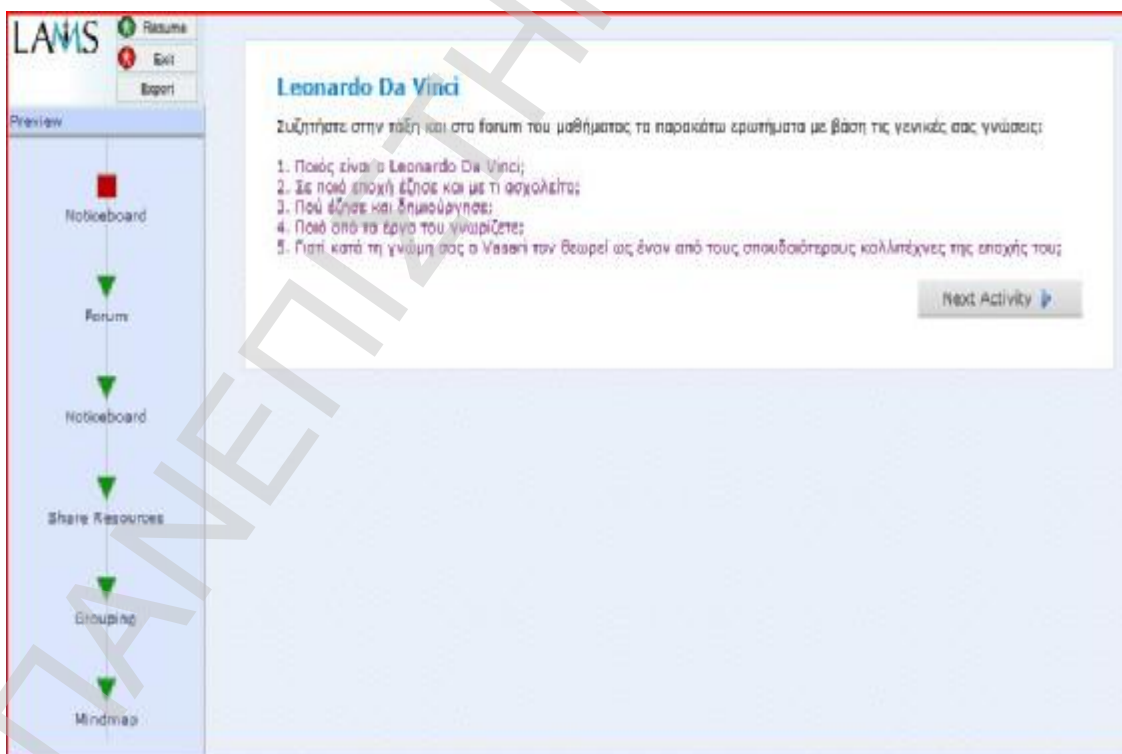 LAMS
Resume
Exit
Export
Preview
Noticeboard
Forum
Noticeboard
Share Resources
Grouping
Mindmap
Leonardo Da Vinci
Συζητήστε στην τάξη και στο forum του μαθήματος τα παρακάτω ερωτήματα με βάση τις γενικές σας γνώσεις:
1. Ποιός είναι ο Leonardo Da Vinci;
2. Σε ποιά εποχή έζησε και με τι ασχολείτο;
3. Πού έζησε και δημιούργησε;
4. Ποιά από τα έργα του γνωρίζετε;
5. Γιατί κατά τη γνώμη σας ο Vasari τον θεωρεί ως έναν από τους σπουδαιότερους καλλιτέχνες της εποχής του;
Next Activity
ΠΑΝΕΠΙΣΤΗ